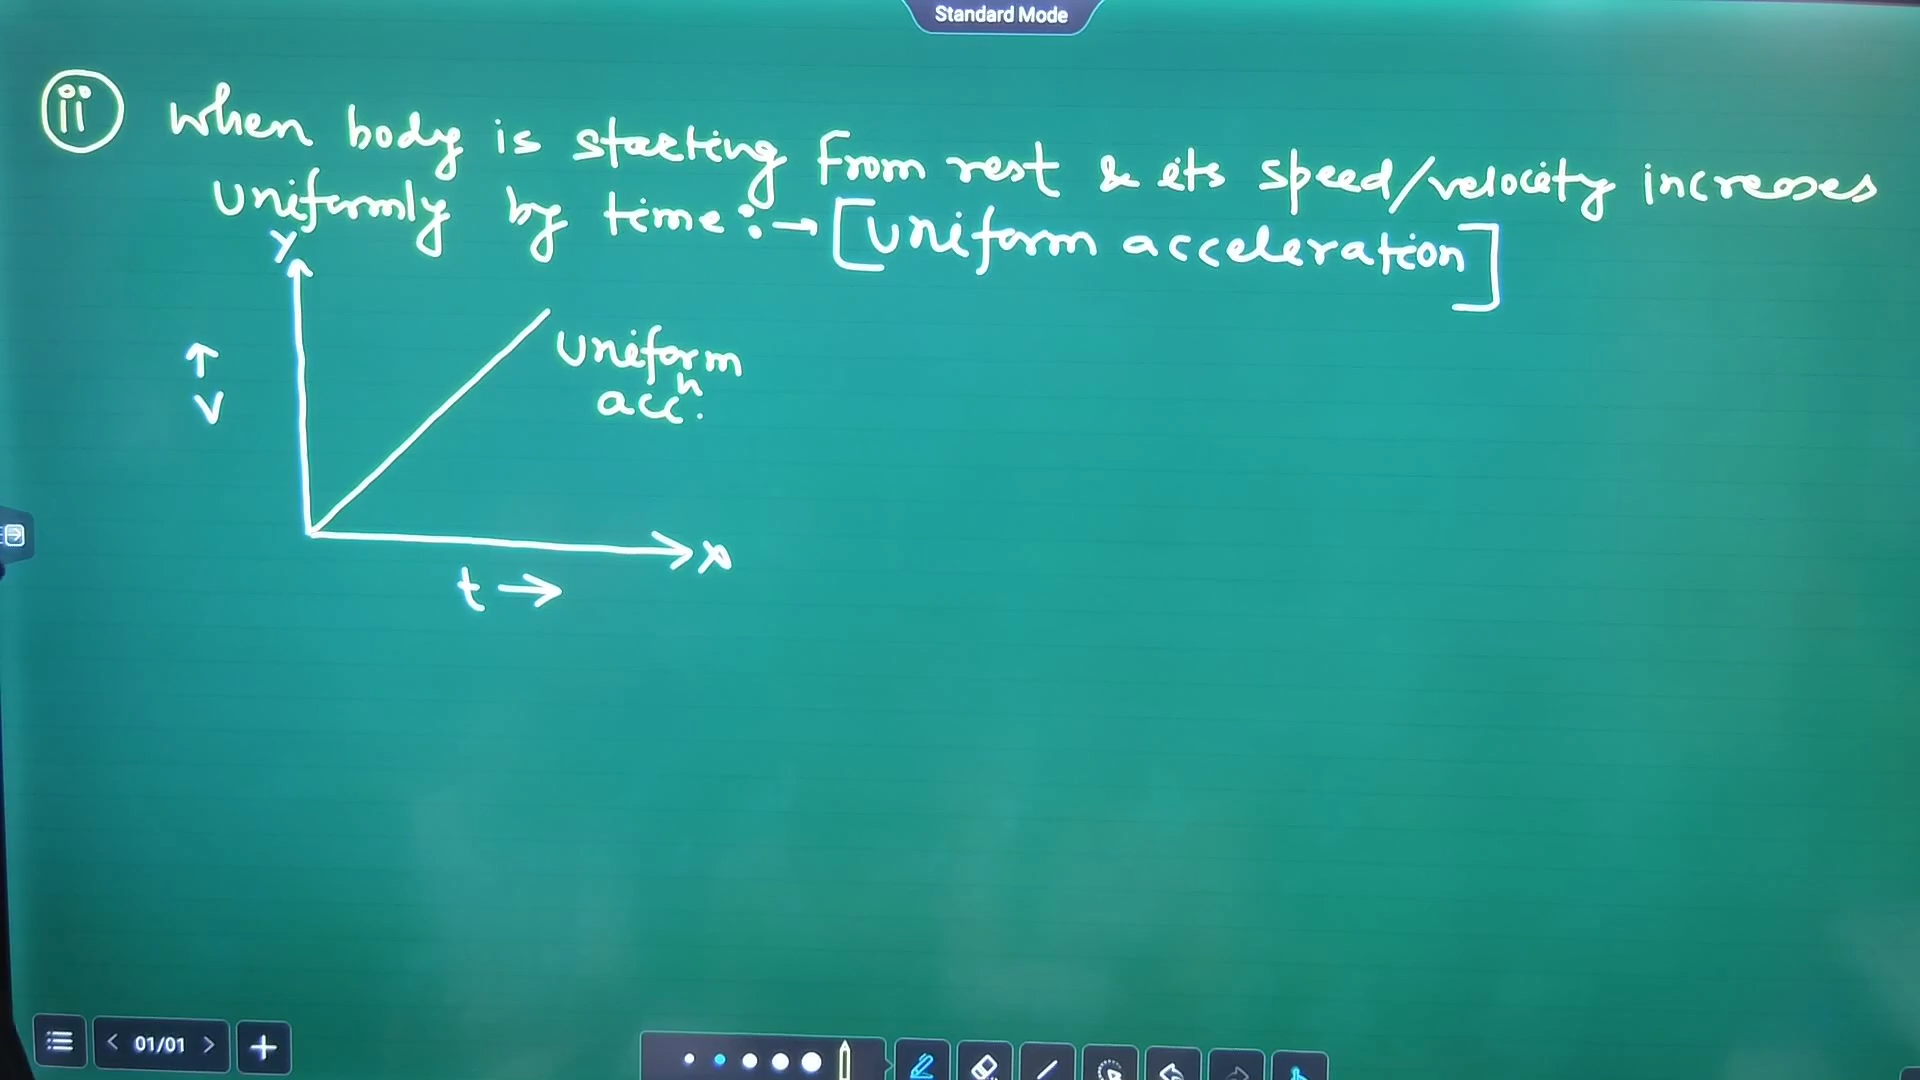 Standard Mode
ii When body is starting from rest & its speed/velocity increases
uniformly by time :→ [uniform acceleration]
Y
↑
V
uniform
accⁿ.
X
t →
01/01